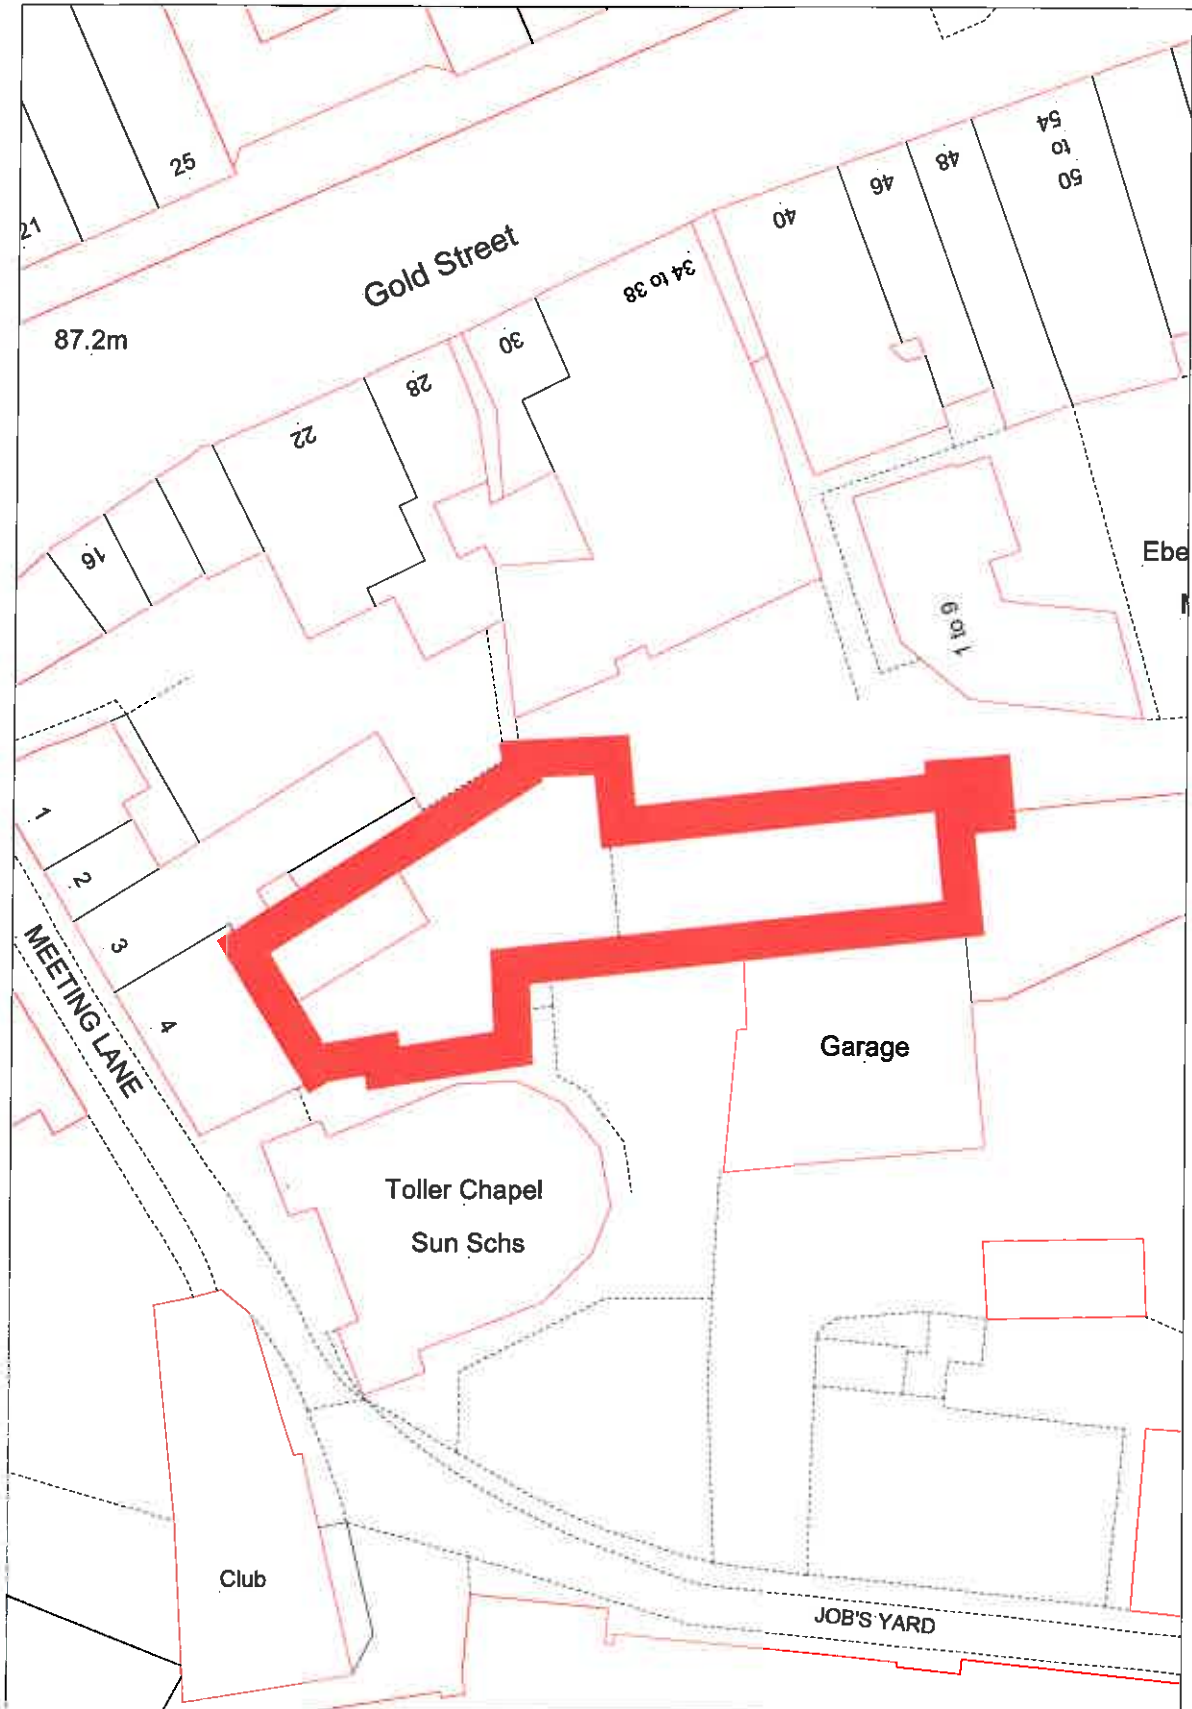 25
21
Gold Street
87.2m
50 to 54
48
46
40
34 to 38
30
28
22
16
Ebe
1 to 9
1
2
3
4
MEETING LANE
Garage
Toller Chapel
Sun Schs
Club
JOB'S YARD